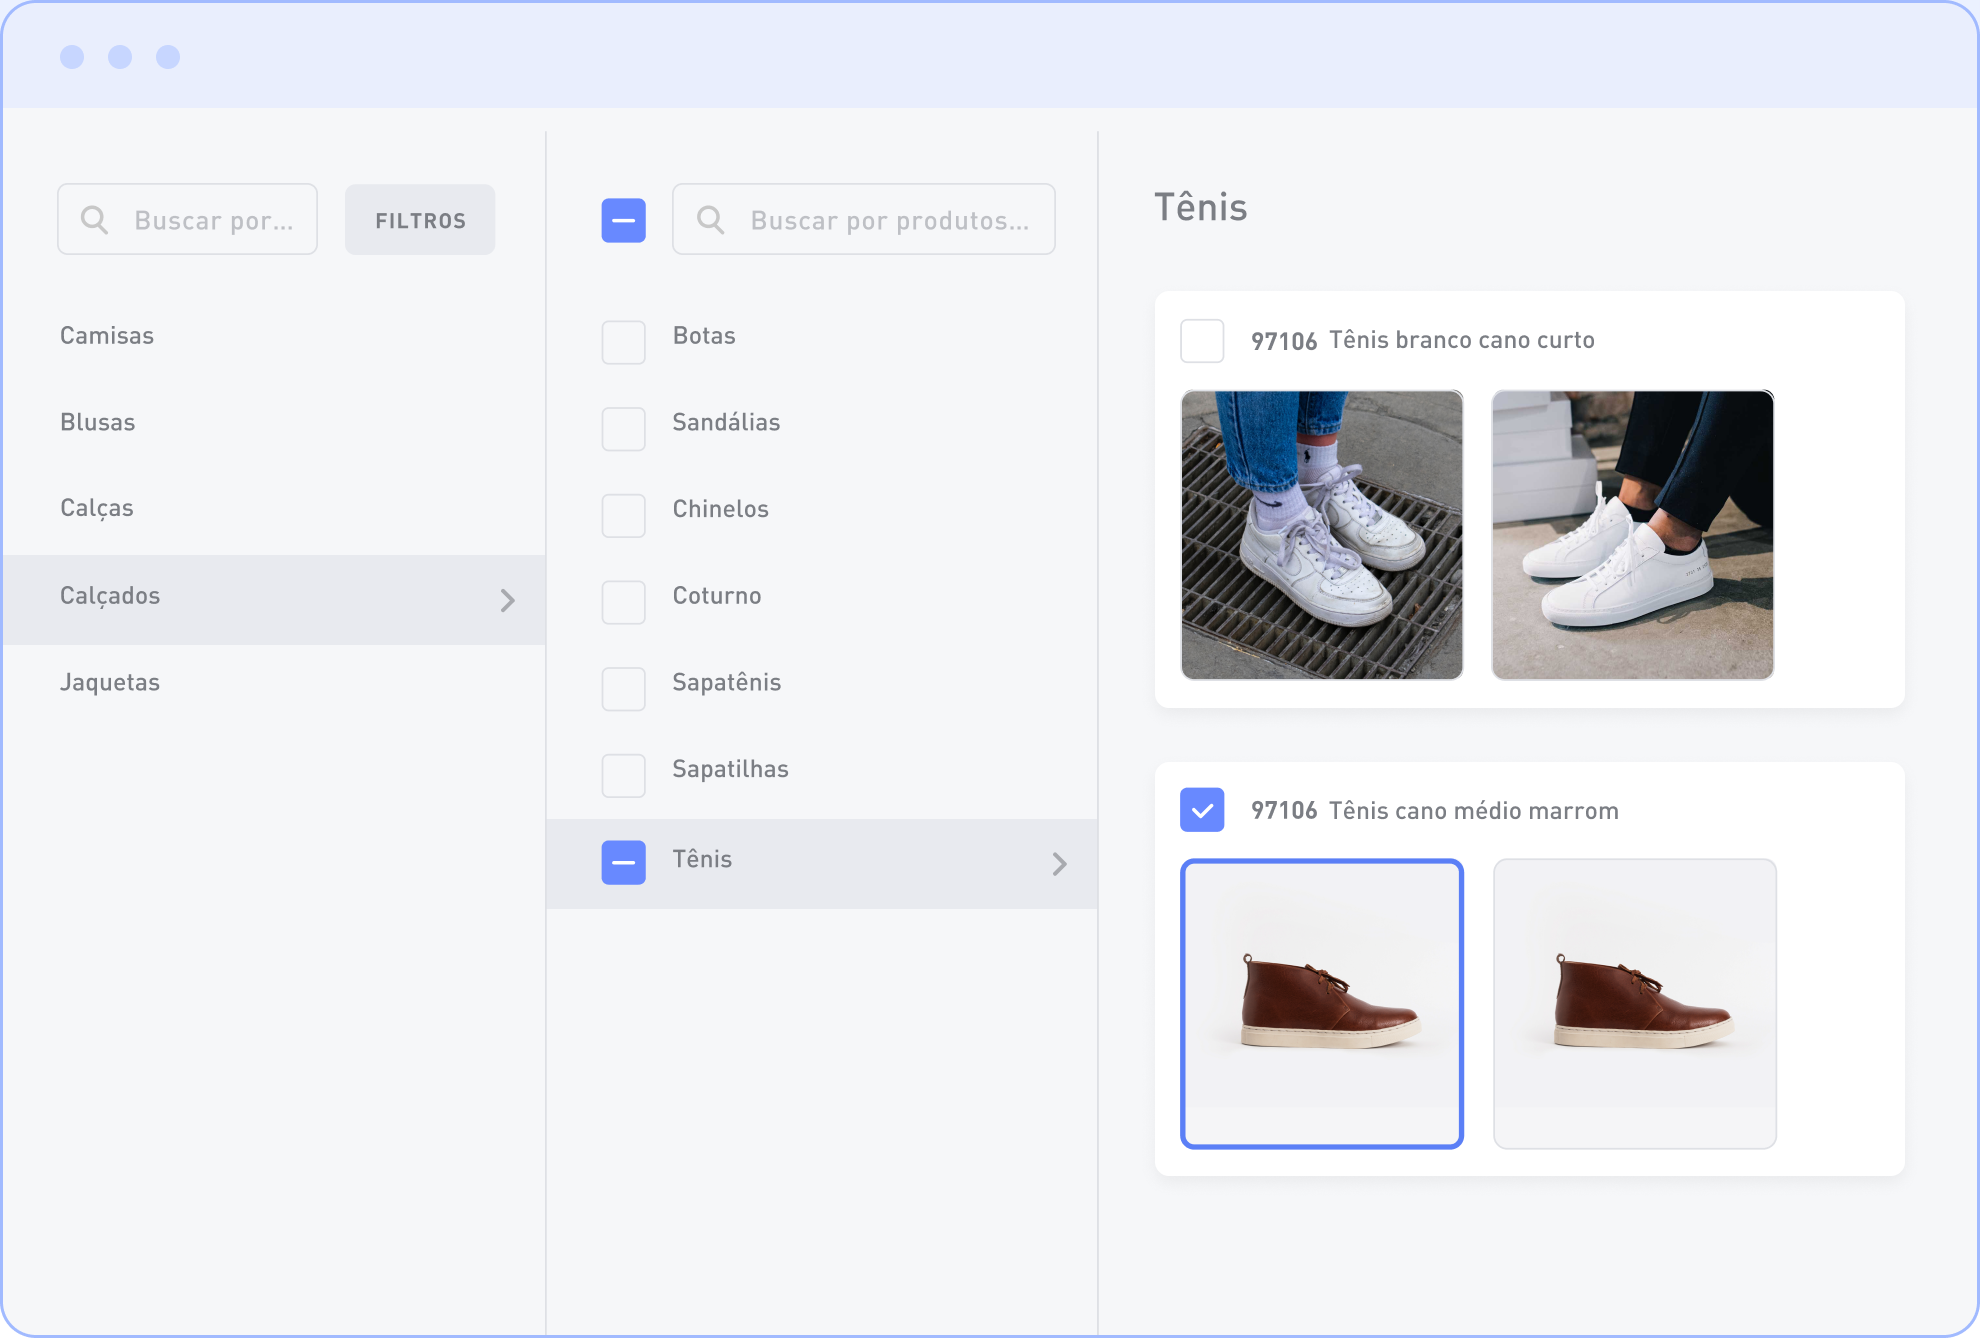 Buscar por...
FILTROS
Camisas
Blusas
Calças
Calçados
Jaquetas
Buscar por produtos...
Botas
Sandálias
Chinelos
Coturno
Sapatênis
Sapatilhas
Tênis
Tênis
97106 Tênis branco cano curto
97106 Tênis cano médio marrom